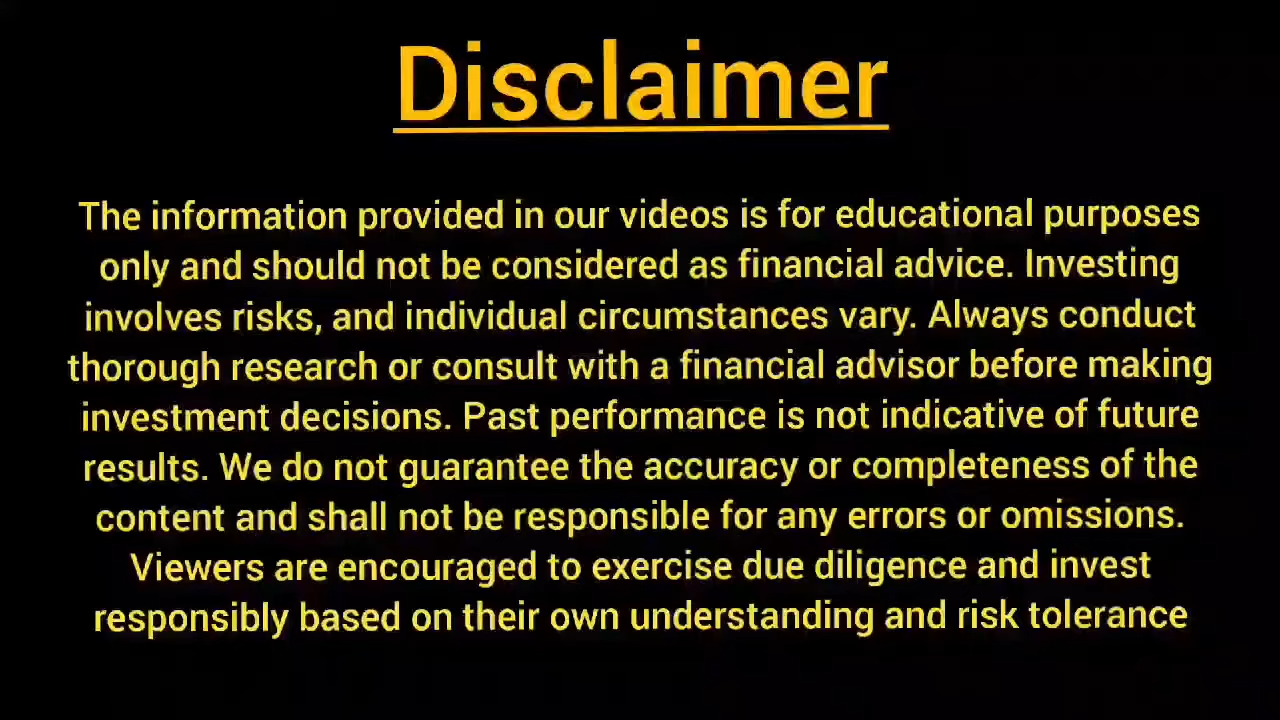 Disclaimer
The information provided in our videos is for educational purposes
only and should not be considered as financial advice. Investing
involves risks, and individual circumstances vary. Always conduct
thorough research or consult with a financial advisor before making
investment decisions. Past performance is not indicative of future
results. We do not guarantee the accuracy or completeness of the
content and shall not be responsible for any errors or omissions.
Viewers are encouraged to exercise due diligence and invest
responsibly based on their own understanding and risk tolerance